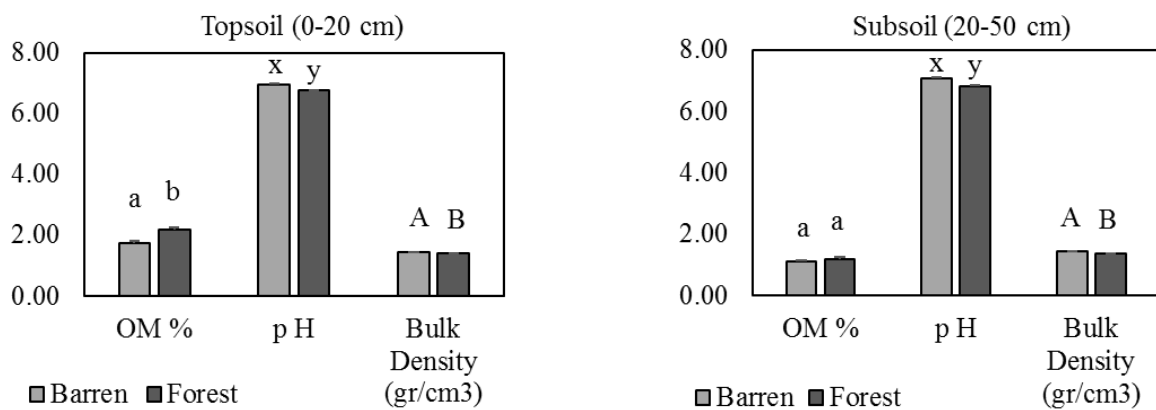 Topsoil (0-20 cm)
8.00
6.00
4.00
2.00
0.00
x y
a b
A B
OM %
p H
Bulk
Density
(gr/cm3)
Barren Forest
Subsoil (20-50 cm)
8.00
6.00
4.00
2.00
0.00
x y
a a
A B
OM %
p H
Bulk
Density
(gr/cm3)
Barren Forest